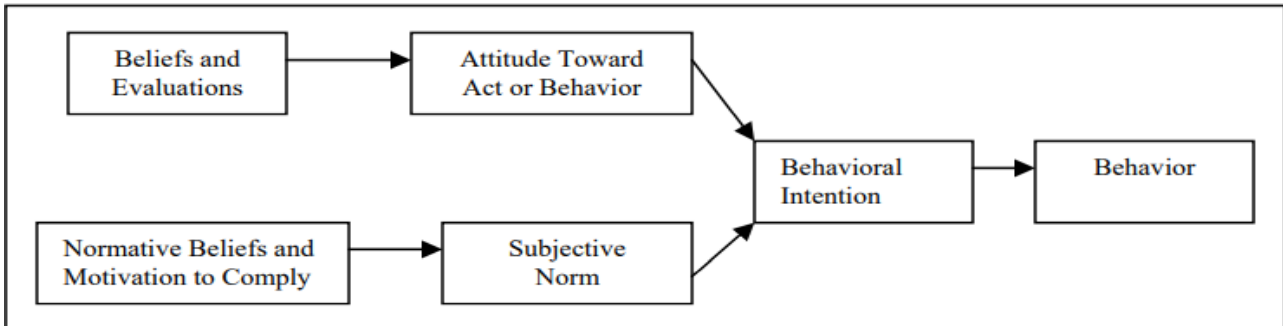 Beliefs and
Evaluations
Attitude Toward
Act or Behavior
Behavioral
Intention
Behavior
Normative Beliefs and
Motivation to Comply
Subjective
Norm